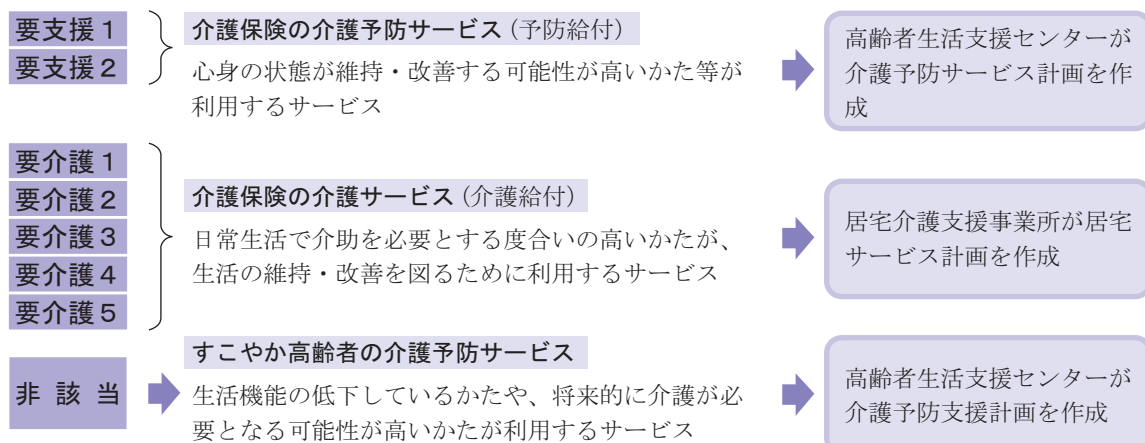 要支援1
要支援2
介護保険の介護予防サービス(予防給付)
心身の状態が維持・改善する可能性が高いかた等が
利用するサービス
高齢者生活支援センターが
介護予防サービス計画を作
成
要介護1
要介護2
要介護3
要介護4
要介護5
介護保険の介護サービス(介護給付)
日常生活で介助を必要とする度合いの高いかたが、
生活の維持・改善を図るために利用するサービス
居宅介護支援事業所が居宅
サービス計画を作成
非該当
すこやか高齢者の介護予防サービス
生活機能の低下しているかたや、将来的に介護が必
要となる可能性が高いかたが利用するサービス
高齢者生活支援センターが
介護予防支援計画を作成